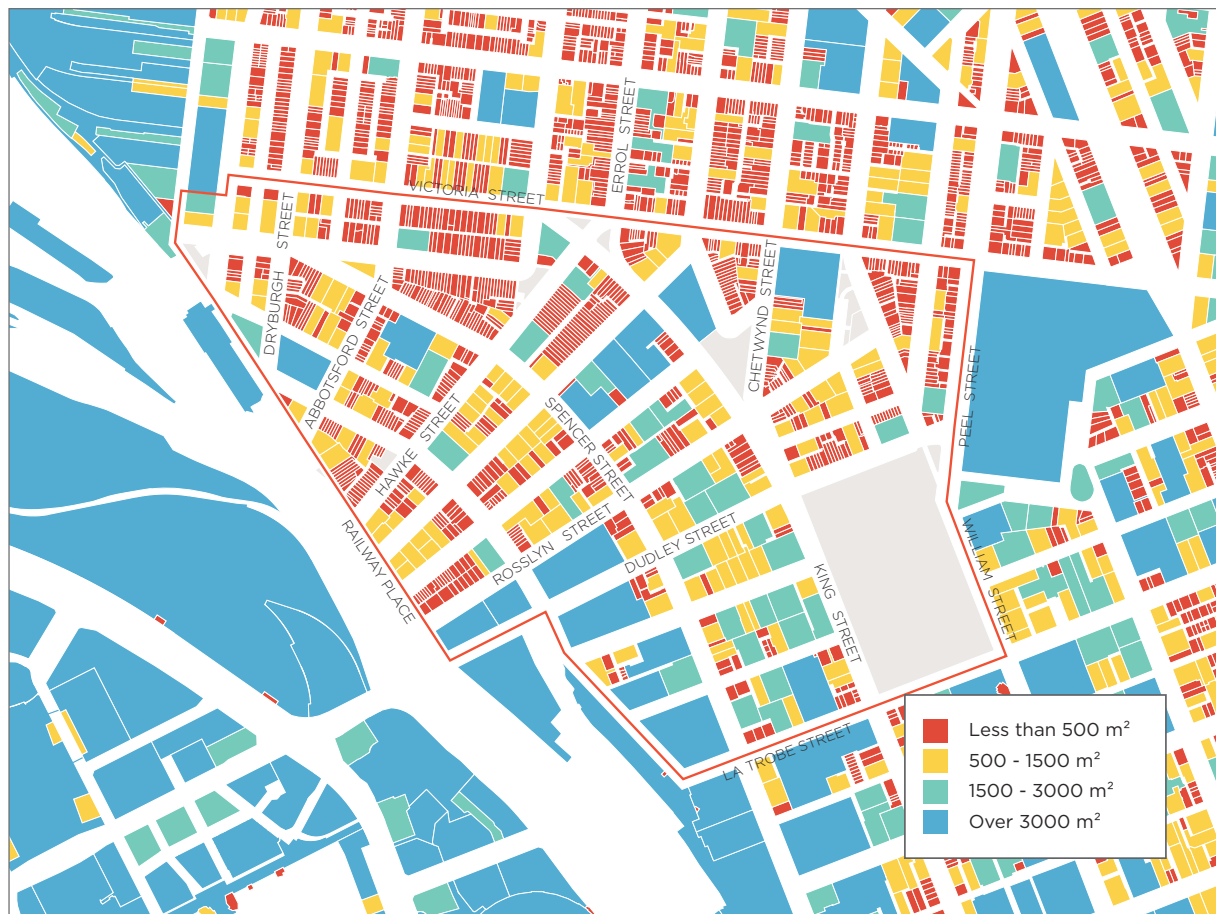 ERROL STREET
VICTORIA STREET
DRYBURGH STREET
ABBOTSFORD STREET
CHETWYND STREET
HAWKE STREET
SPENCER STREET
PEEL STREET
RAILWAY PLACE
ROSSLYN STREET
DUDLEY STREET
KING STREET
WILLIAM STREET
LA TROBE STREET
Less than 500 m²
500 - 1500 m²
1500 - 3000 m²
Over 3000 m²